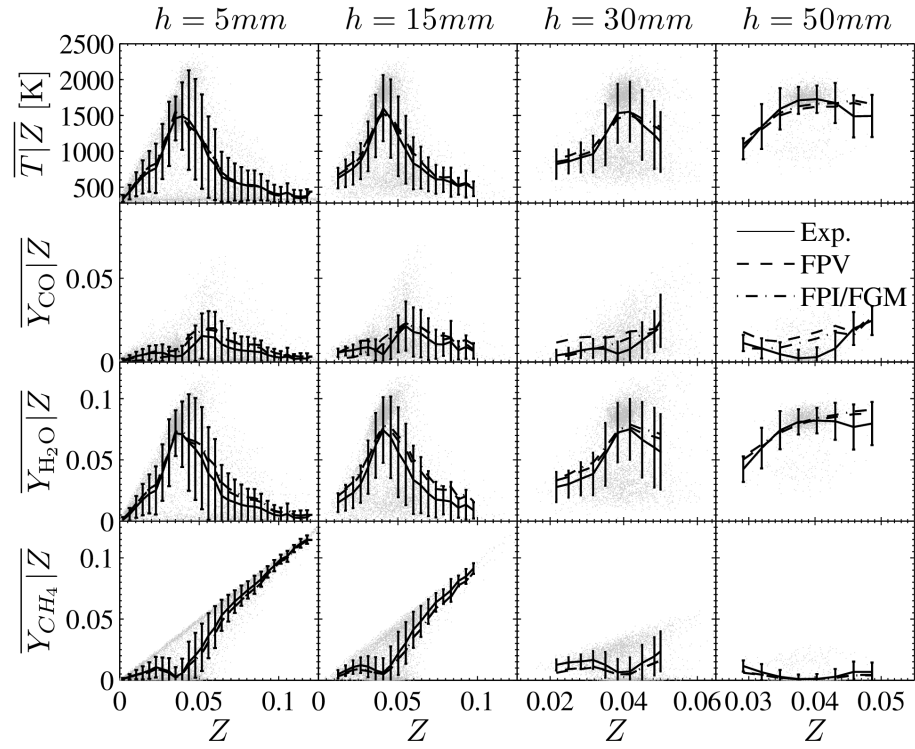 h = 5mm h = 15mm h = 30mm h = 50mm
2500
2000
1500
1000
500
T|Z [K]
0.05
0
Y_CO|Z
Exp.
FPV
FPI/FGM
0.1
0.05
0
Y_H₂O|Z
0.1
0.05
0
Y_CH₄|Z
0 0.05 0.1 0 0.05 0.1 0.02 0.04 0.06 0.03 0.04 0.05
Z Z Z Z